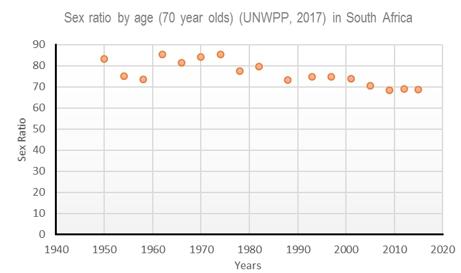 Sex ratio by age (70 year olds) (UNWPP, 2017) in South Africa
90
80
70
60
50
40
30
20
10
0
Sex Ratio
1940 1950 1960 1970 1980 1990 2000 2010 2020
Years